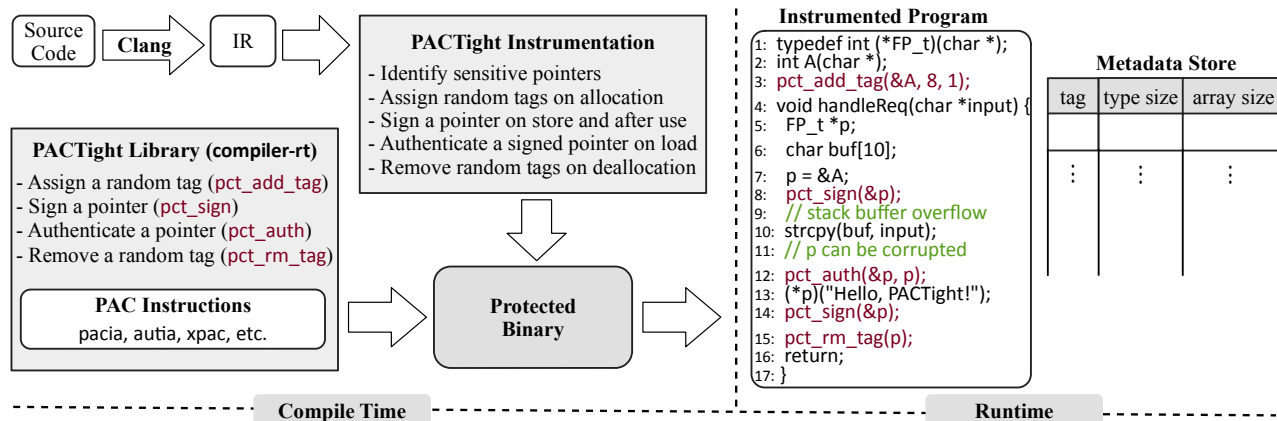 Source
Code
Clang
IR
PACTight Instrumentation
- Identify sensitive pointers
- Assign random tags on allocation
- Sign a pointer on store and after use
- Authenticate a signed pointer on load
- Remove random tags on deallocation
PACTight Library (compiler-rt)
- Assign a random tag (pct_add_tag)
- Sign a pointer (pct_sign)
- Authenticate a pointer (pct_auth)
- Remove a random tag (pct_rm_tag)
PAC Instructions
pacia, autia, xpac, etc.
Protected
Binary
Compile Time
Instrumented Program
1: typedef int (*FP_t)(char *);
2: int A(char *);
3: pct_add_tag(&A, 8, 1);
4: void handleReq(char *input) {
5: FP_t *p;
6: char buf[10];
7: p = &A;
8: pct_sign(&p);
9: // stack buffer overflow
10: strcpy(buf, input);
11: // p can be corrupted
12: pct_auth(&p, p);
13: (*p)("Hello, PACTight!");
14: pct_sign(&p);
15: pct_rm_tag(p);
16: return;
17: }
Metadata Store
tag type size array size
⋮ ⋮ ⋮
Runtime